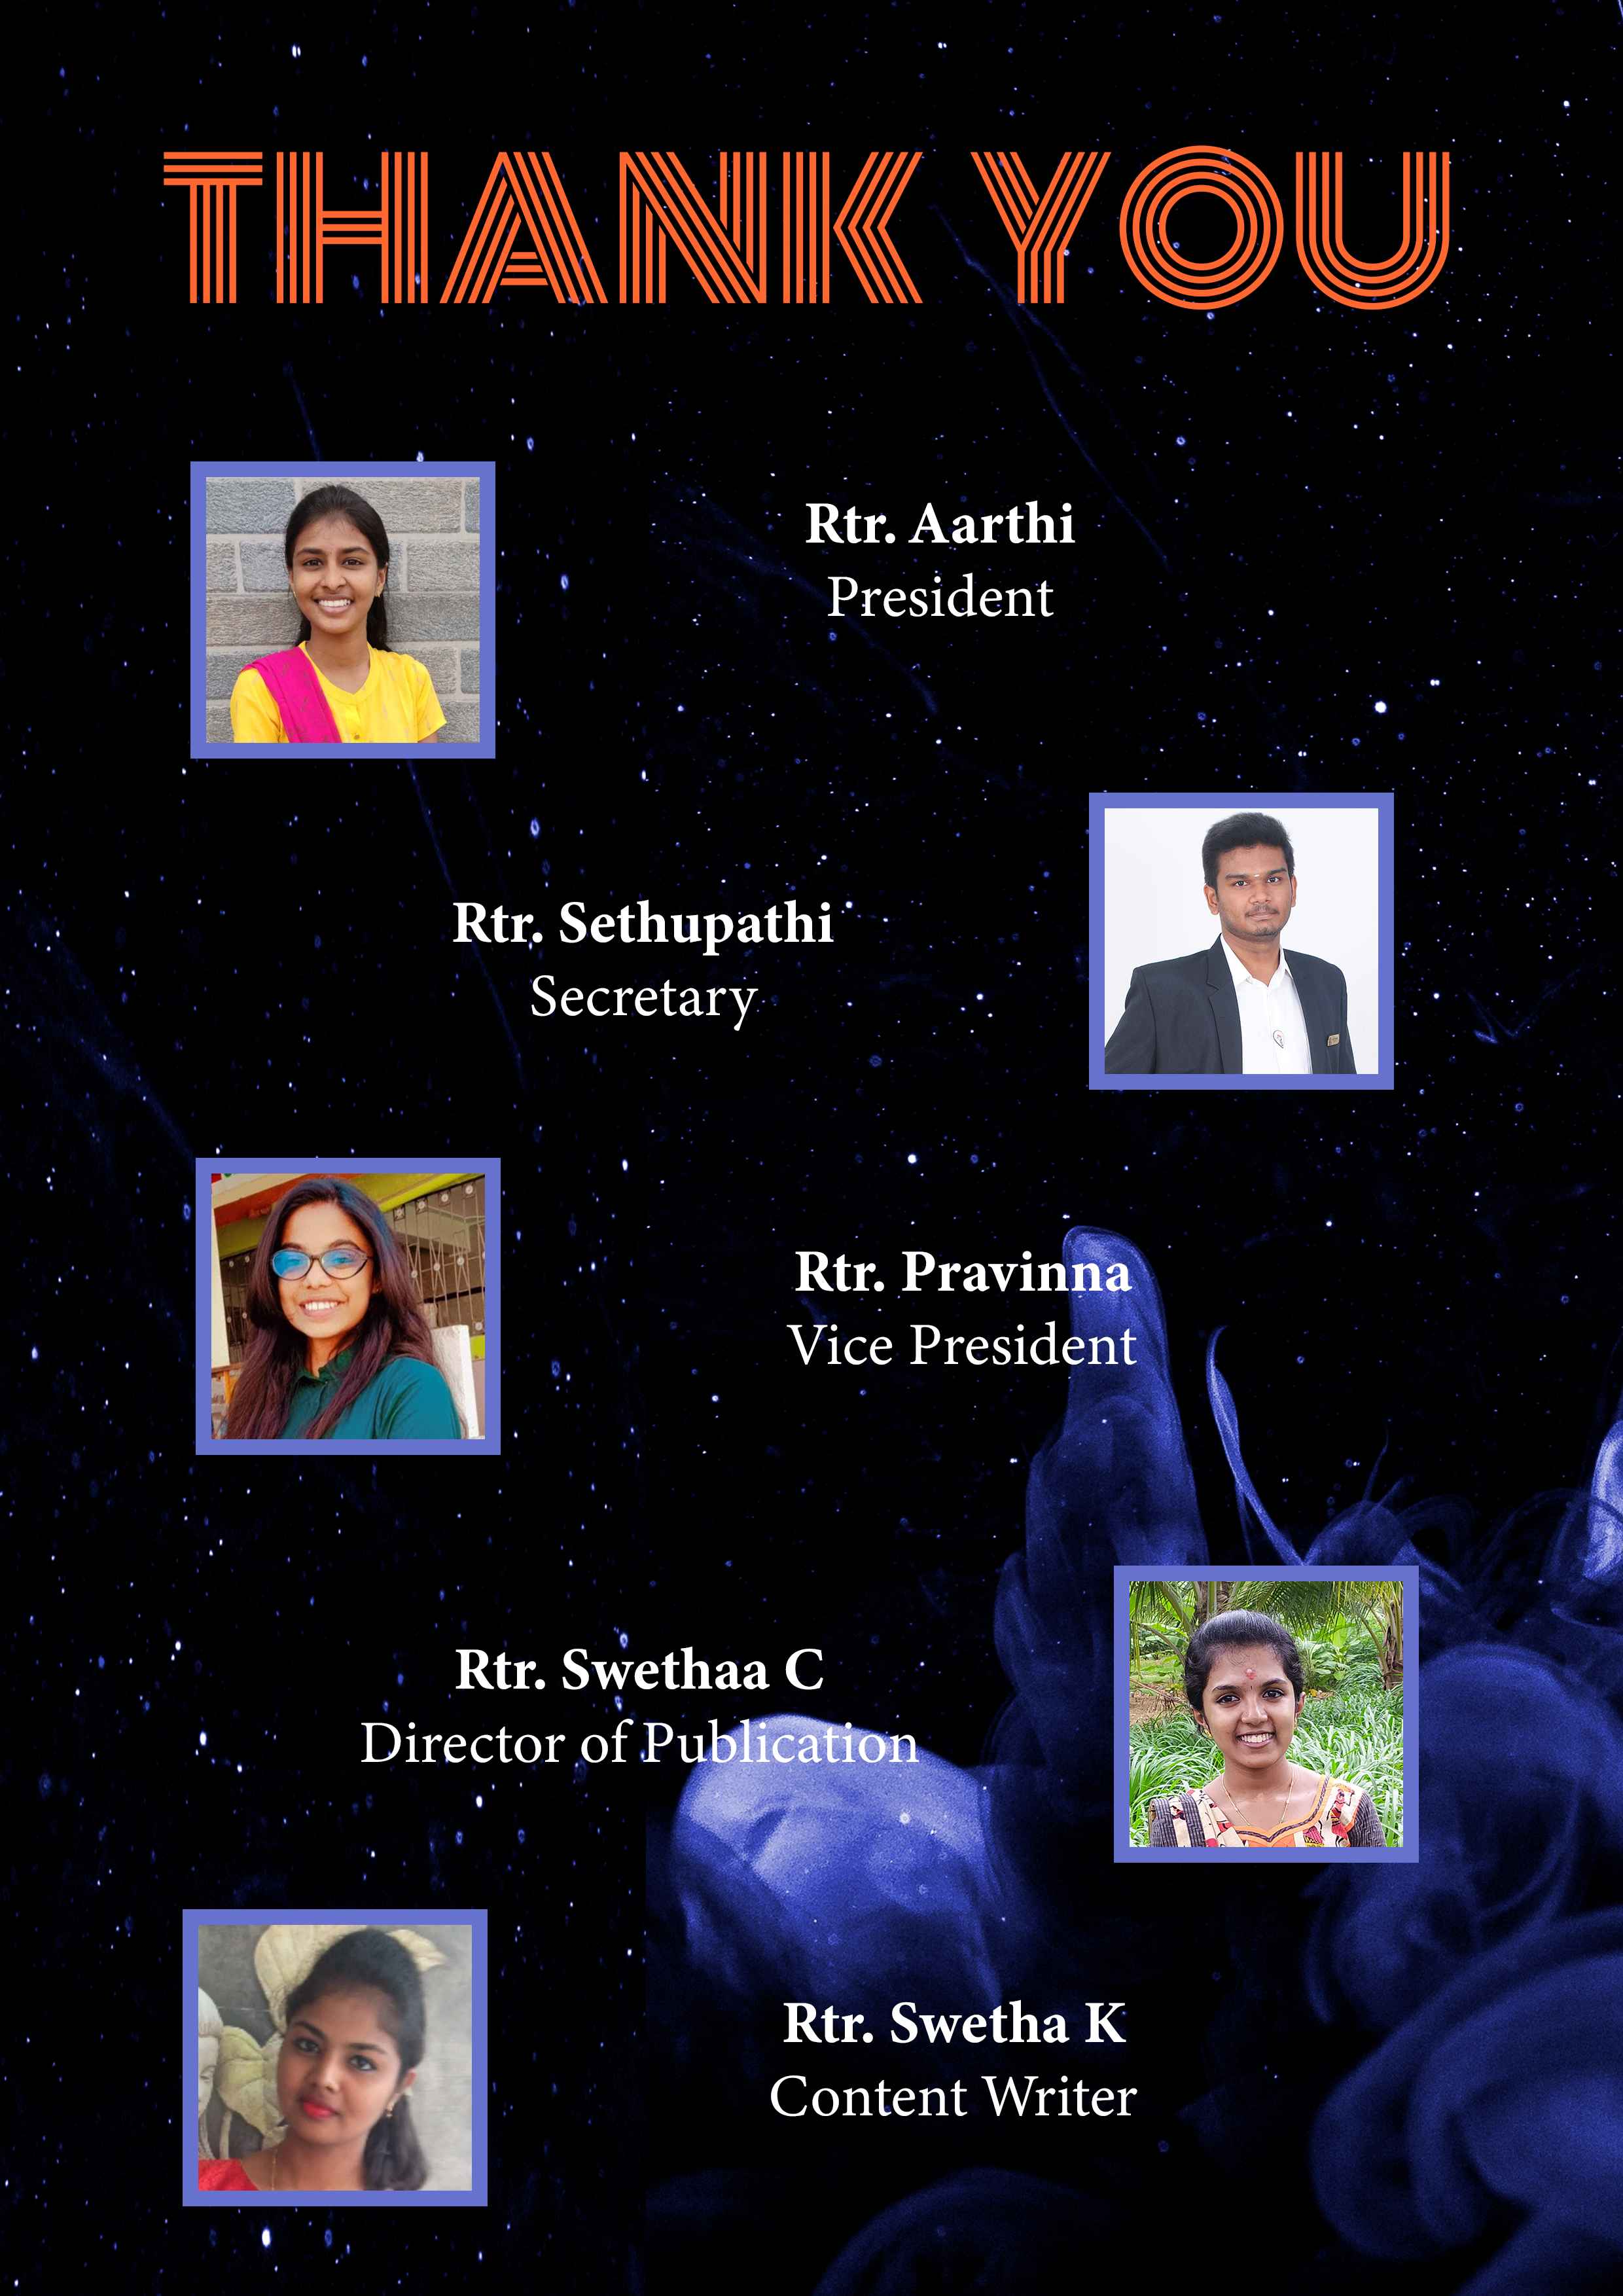 THANK YOU
Rtr. Aarthi
President
Rtr. Sethupathi
Secretary
Rtr. Pravinna
Vice President
Rtr. Swethaa C
Director of Publication
Rtr. Swetha K
Content Writer